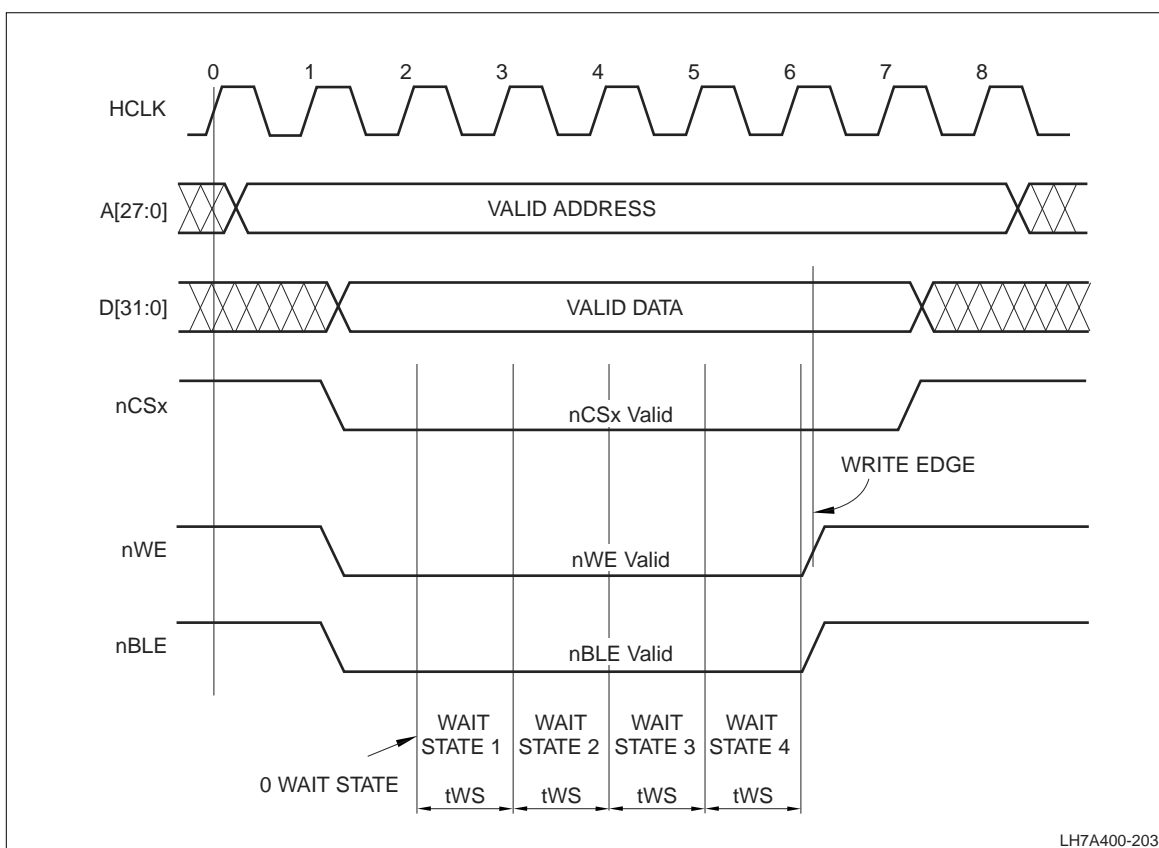 0 1 2 3 4 5 6 7 8
HCLK
A[27:0]
VALID ADDRESS
D[31:0]
VALID DATA
nCSx
nCSx Valid
WRITE EDGE
nWE
nWE Valid
nBLE
nBLE Valid
WAIT WAIT WAIT WAIT
STATE 1 STATE 2 STATE 3 STATE 4
0 WAIT STATE
tWS tWS tWS tWS
LH7A400-203